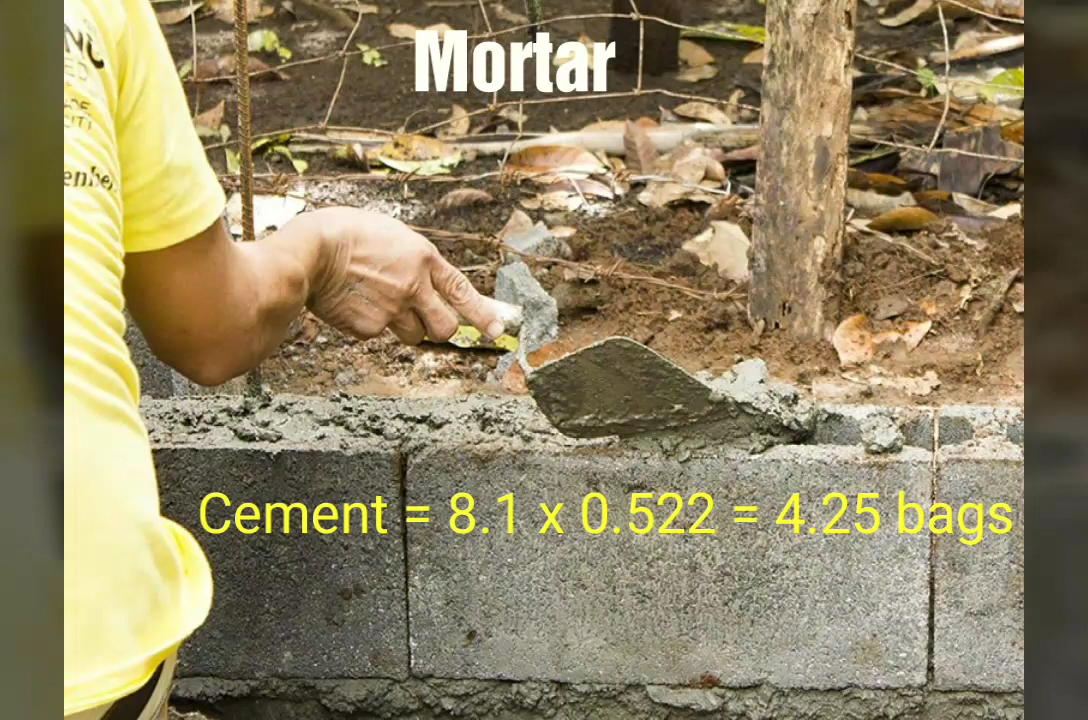 Mortar
Cement = 8.1 x 0.522 = 4.25 bags